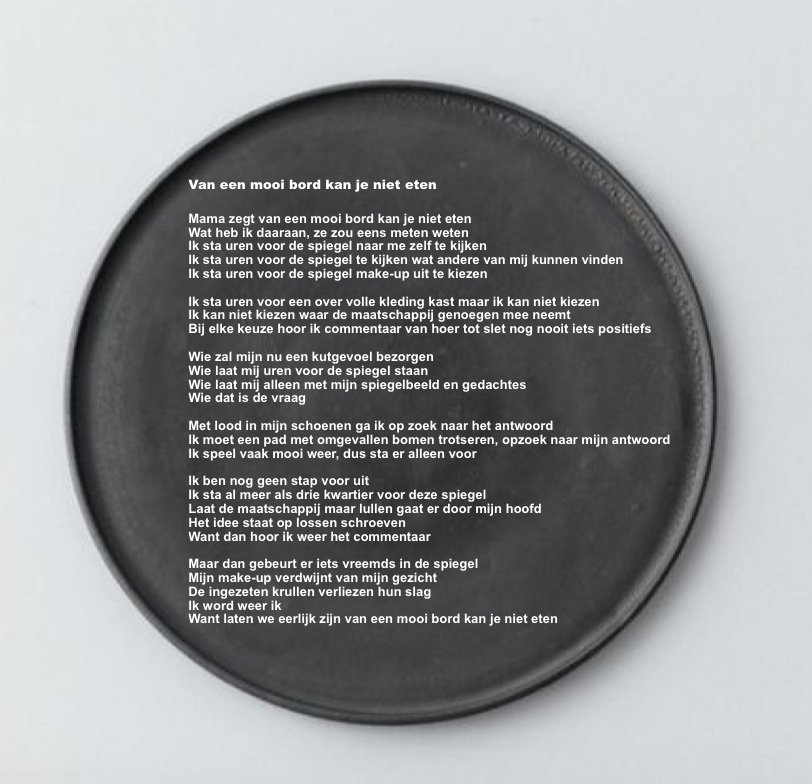 Van een mooi bord kan je niet eten
Mama zegt van een mooi bord kan je niet eten
Wat heb ik daaraan, ze zou eens meten weten
Ik sta uren voor de spiegel naar me zelf te kijken
Ik sta uren voor de spiegel te kijken wat andere van mij kunnen vinden
Ik sta uren voor de spiegel make-up uit te kiezen
Ik sta uren voor een over volle kleding kast maar ik kan niet kiezen
Ik kan niet kiezen waar de maatschappij genoegen mee neemt
Bij elke keuze hoor ik commentaar van hoer tot slet nog nooit iets positiefs
Wie zal mijn nu een kutgevoel bezorgen
Wie laat mij uren voor de spiegel staan
Wie laat mij alleen met mijn spiegelbeeld en gedachtes
Wie dat is de vraag
Met lood in mijn schoenen ga ik op zoek naar het antwoord
Ik moet een pad met omgevallen bomen trotseren, opzoek naar mijn antwoord
Ik speel vaak mooi weer, dus sta er alleen voor
Ik ben nog geen stap voor uit
Ik sta al meer als drie kwartier voor deze spiegel
Laat de maatschappij maar lullen gaat er door mijn hoofd
Het idee staat op lossen schroeven
Want dan hoor ik weer het commentaar
Maar dan gebeurt er iets vreemds in de spiegel
Mijn make-up verdwijnt van mijn gezicht
De ingezeten krullen verliezen hun slag
Ik word weer ik
Want laten we eerlijk zijn van een mooi bord kan je niet eten